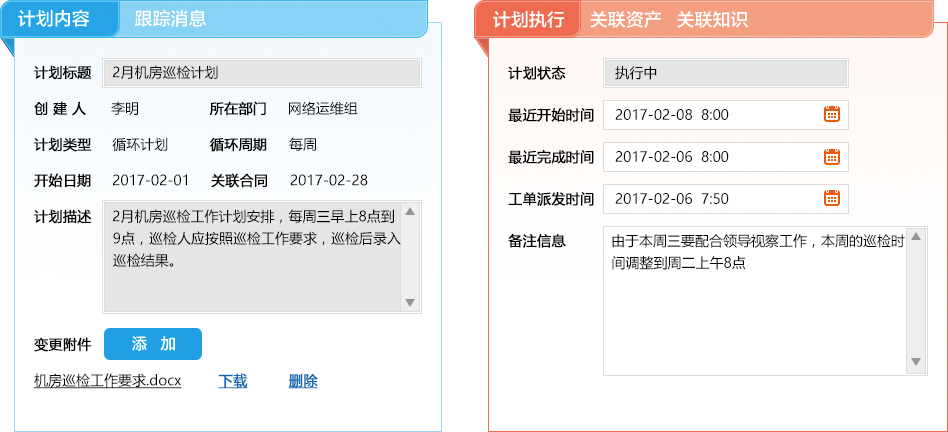 计划内容 跟踪消息
计划标题 2月机房巡检计划
创 建 人 李明 所在部门 网络运维组
计划类型 循环计划 循环周期 每周
开始日期 2017-02-01 关联合同 2017-02-28
计划描述 2月机房巡检工作计划安排，每周三早上8点到
9点，巡检人应按照巡检工作要求，巡检后录入
巡检结果。
变更附件 添 加
机房巡检工作要求.docx 下载 删除
计划执行 关联资产 关联知识
计划状态 执行中
最近开始时间 2017-02-08 8:00
最近完成时间 2017-02-06 8:00
工单派发时间 2017-02-06 7:50
备注信息 由于本周三要配合领导视察工作，本周的巡检时
间调整到周二上午8点